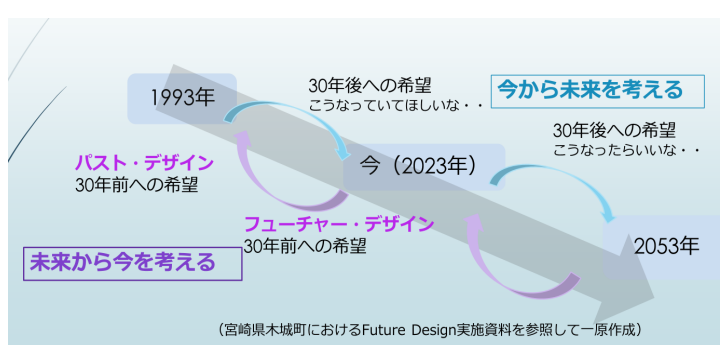 1993年
30年後への希望
こうなっていてほしいな・・
今から未来を考える
30年後への希望
こうなったらいいな・・
パスト・デザイン
30年前への希望
今（2023年）
フューチャー・デザイン
30年前への希望
未来から今を考える
2053年
（宮崎県木城町におけるFuture Design実施資料を参照して一原作成）